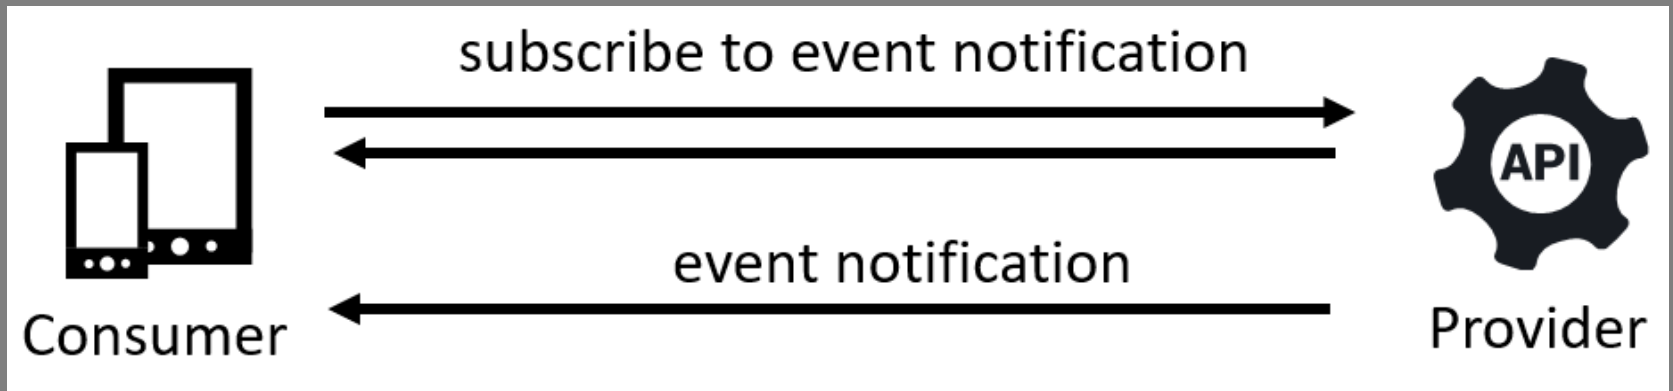 subscribe to event notification
API
event notification
Consumer
Provider